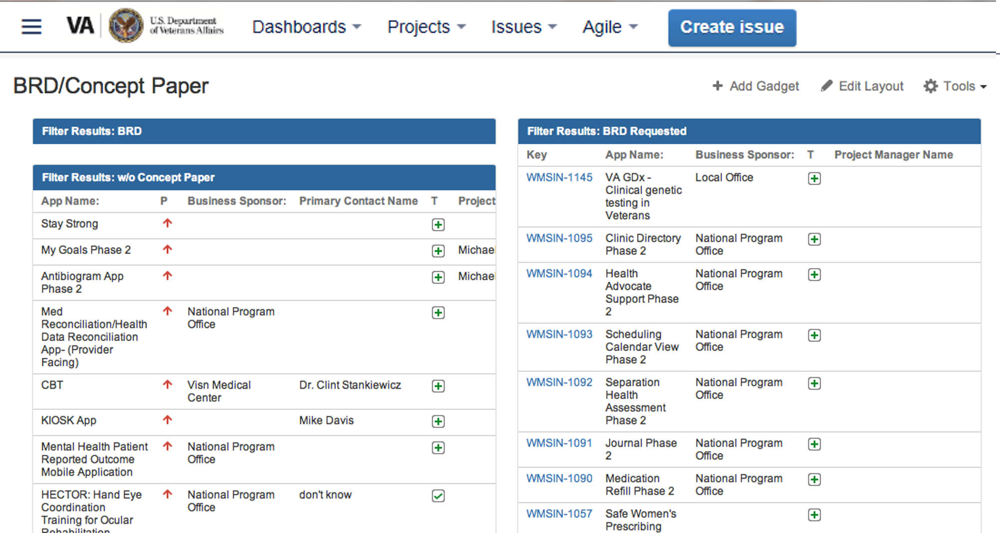 VA
U.S. Department
of Veterans Affairs
Dashboards
Projects
Issues
Agile
Create issue
BRD/Concept Paper
Add Gadget
Edit Layout
Tools
Filter Results: BRD
Filter Results: w/o Concept Paper
App Name: P Business Sponsor: Primary Contact Name T Project
Stay Strong
My Goals Phase 2 Michael
Antibiogram App Michael
Phase 2
Med National Program
Reconciliation/Health Office
Data Reconciliation
App- (Provider
Facing)
CBT Visn Medical Dr. Clint Stankiewicz
Center
KIOSK App Mike Davis
Mental Health Patient National Program
Reported Outcome Office
Mobile Application
HECTOR: Hand Eye National Program don't know
Coordination Office
Training for Ocular
Rehabilitation
Filter Results: BRD Requested
Key App Name: Business Sponsor: T Project Manager Name
WMSIN-1145 VA GDx - Local Office
Clinical genetic
testing in
Veterans
WMSIN-1095 Clinic Directory National Program
Phase 2 Office
WMSIN-1094 Health National Program
Advocate Office
Support Phase
2
WMSIN-1093 Scheduling National Program
Calendar View Office
Phase 2
WMSIN-1092 Separation National Program
Health Office
Assessment
Phase 2
WMSIN-1091 Journal Phase National Program
2 Office
WMSIN-1090 Medication National Program
Refill Phase 2 Office
WMSIN-1057 Safe Women's
Prescribing